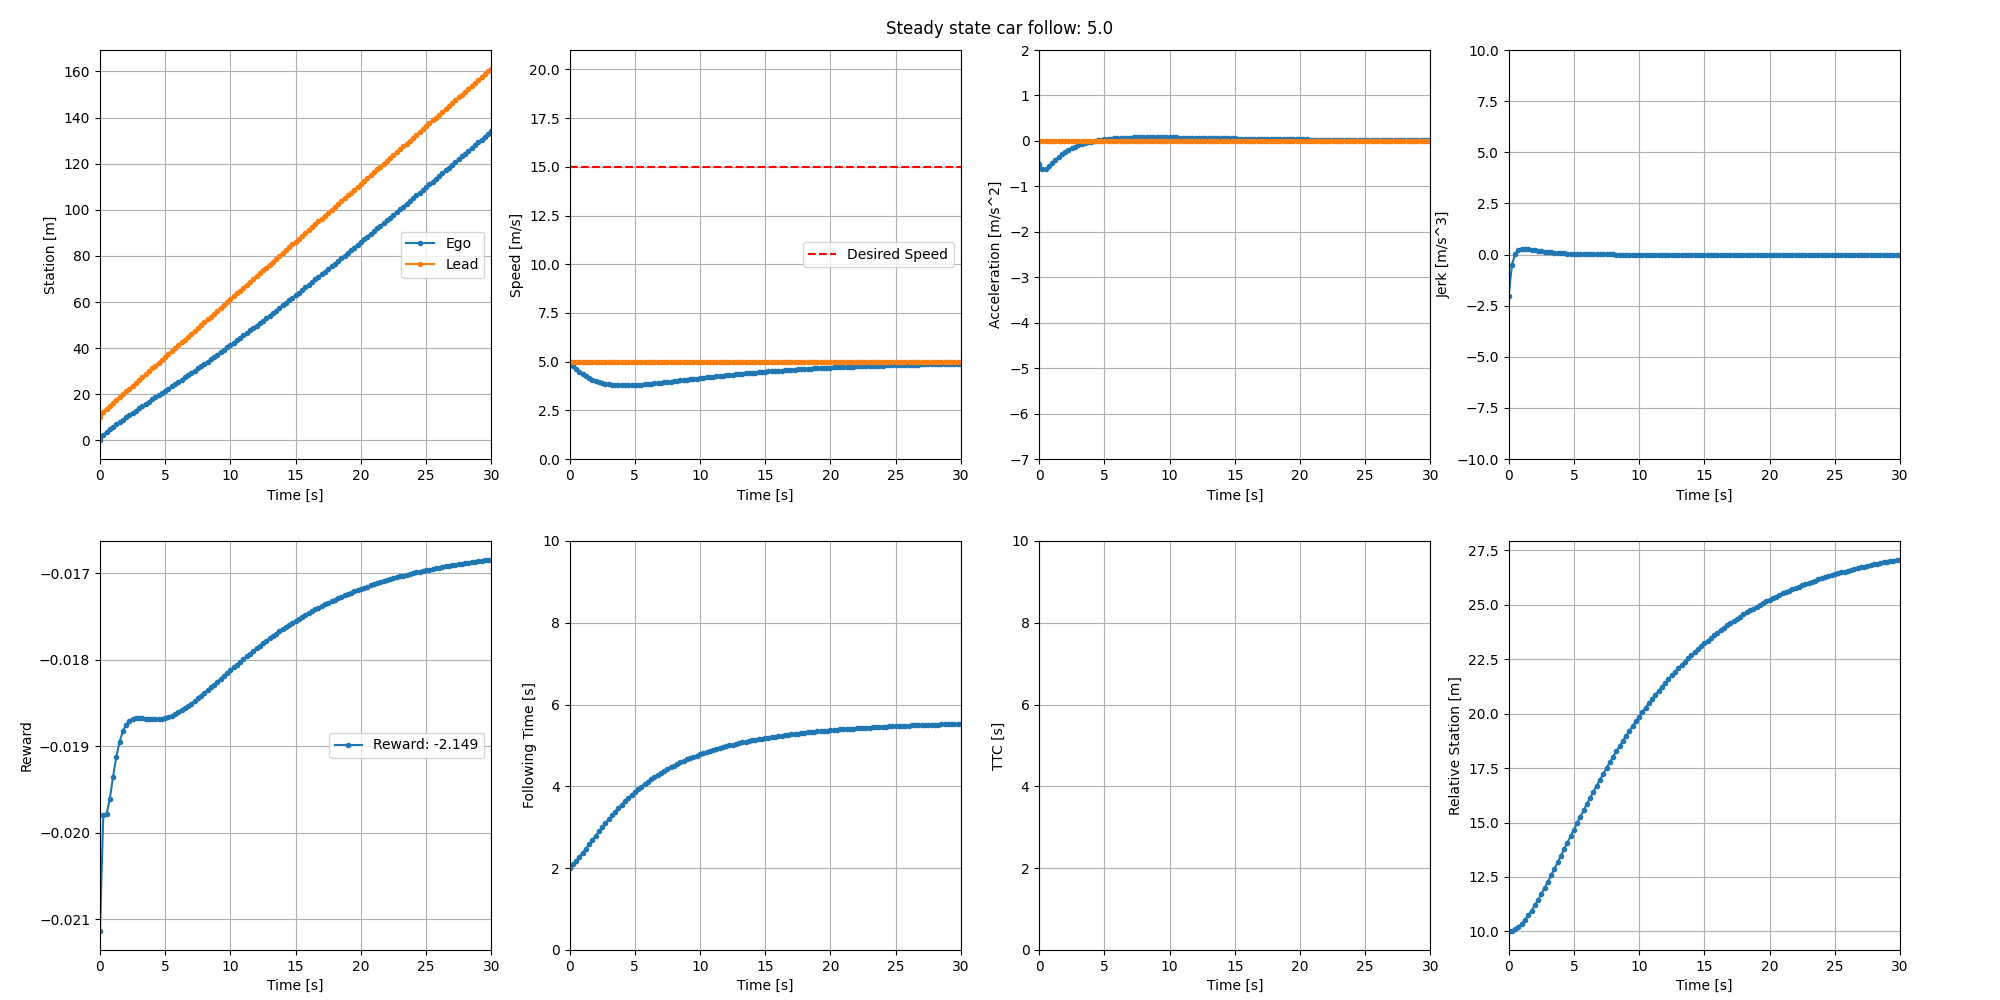 Steady state car follow: 5.0
Station [m]
160
140
120
100
80
60
40
20
0
Ego
Lead
0 5 10 15 20 25 30
Time [s]
Speed [m/s]
20.0
17.5
15.0
12.5
10.0
7.5
5.0
2.5
0.0
Desired Speed
0 5 10 15 20 25 30
Time [s]
Acceleration [m/s^2]
2
1
0
−1
−2
−3
−4
−5
−6
−7
0 5 10 15 20 25 30
Time [s]
Jerk [m/s^3]
10.0
7.5
5.0
2.5
0.0
−2.5
−5.0
−7.5
−10.0
0 5 10 15 20 25 30
Time [s]
Reward
−0.017
−0.018
−0.019
−0.020
−0.021
Reward: -2.149
0 5 10 15 20 25 30
Time [s]
Following Time [s]
10
8
6
4
2
0
0 5 10 15 20 25 30
Time [s]
TTC [s]
10
8
6
4
2
0
0 5 10 15 20 25 30
Time [s]
Relative Station [m]
27.5
25.0
22.5
20.0
17.5
15.0
12.5
10.0
0 5 10 15 20 25 30
Time [s]